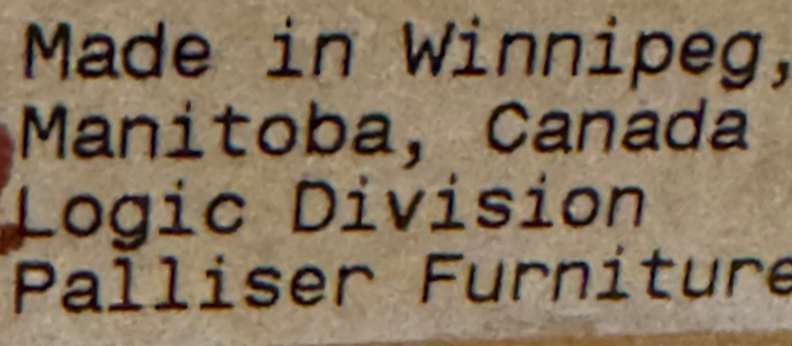 Made in Winnipeg,
Manitoba, Canada
Logic Division
Palliser Furniture